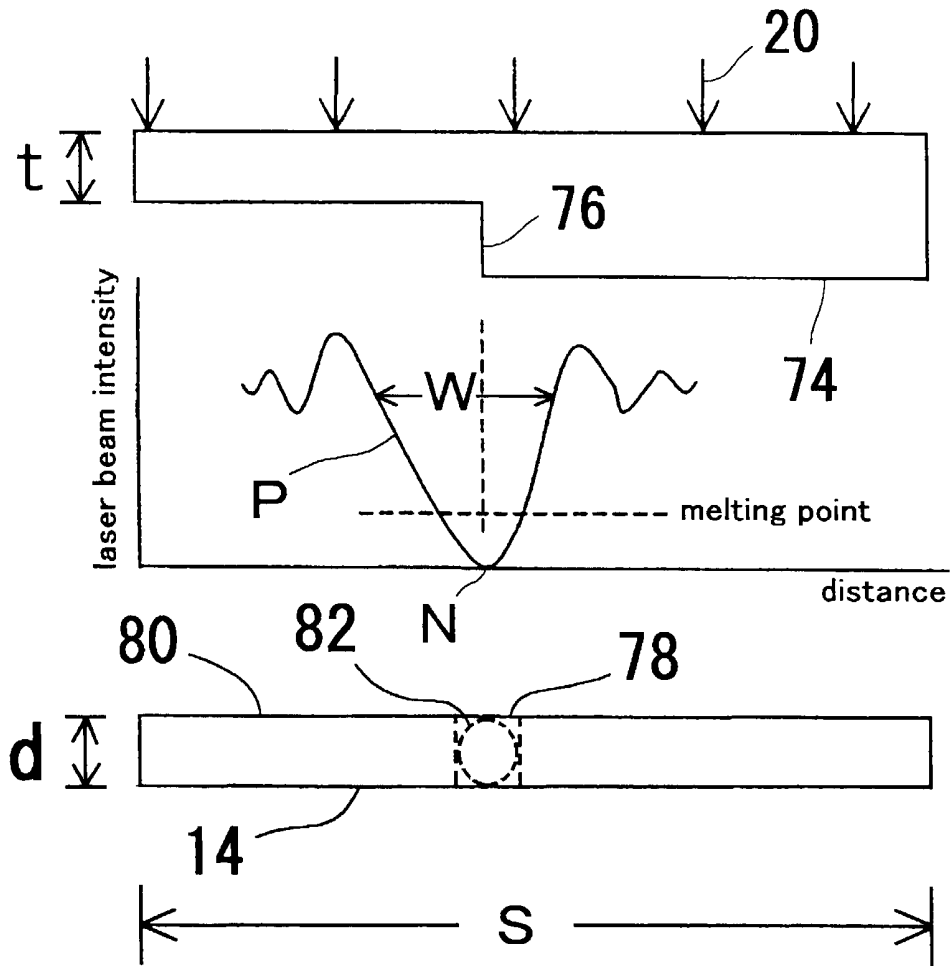 20
t
76
laser beam intensity
74
W
P
melting point
distance
N
82
80
78
d
14
S